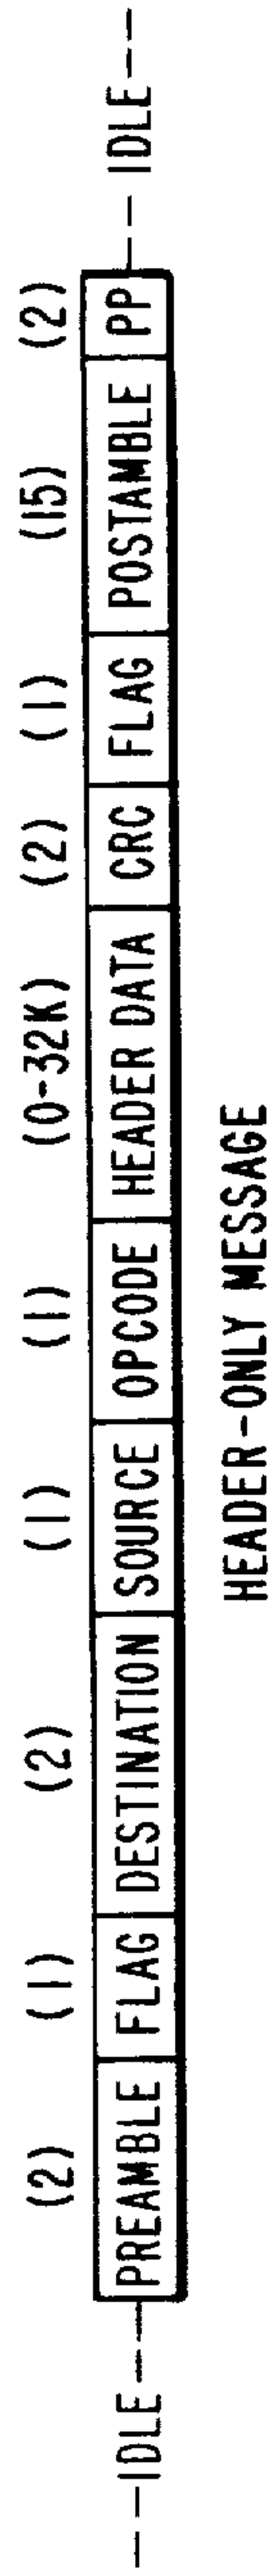 (2) (1) (2) (1) (1) (0-32K) (2) (1) (15) (2)
--IDLE --- PREAMBLE FLAG DESTINATION SOURCE OPCODE HEADER DATA CRC FLAG POSTAMBLE PP -- IDLE --
HEADER-ONLY MESSAGE